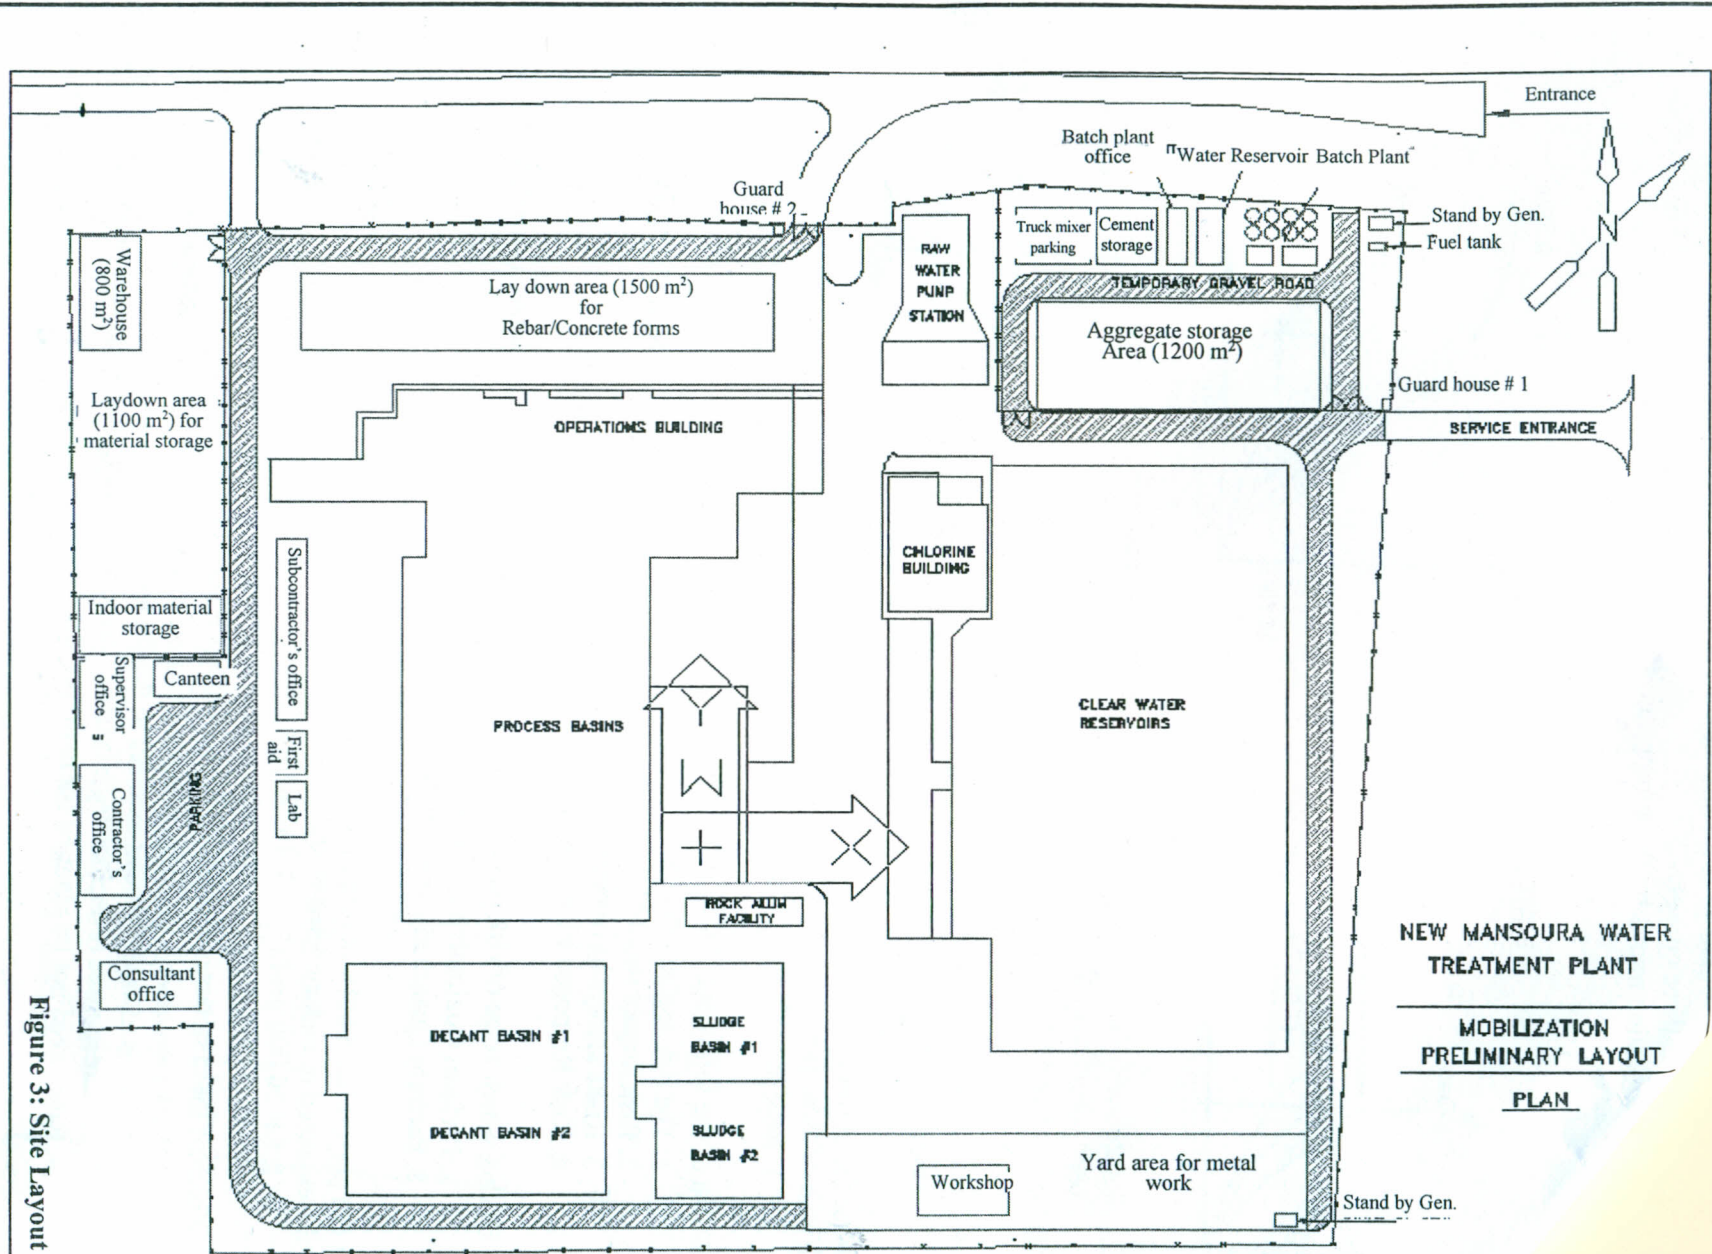 Entrance
Batch plant
office
"Water Reservoir Batch Plant"
Guard
house # 2
Stand by Gen.
Fuel tank
N
Truck mixer
parking
Cement
storage
RAW
WATER
PUNP
STATION
TEMPORARY GRAVEL ROAD
Warehouse
(800 m²)
Lay down area (1500 m²)
for
Rebar/Concrete forms
Aggregate storage
Area (1200 m²)
Guard house # 1
SERVICE ENTRANCE
Laydown area
(1100 m²) for
material storage
OPERATIONS BUILDING
CHLORINE
BUILDING
Subcontractor's office
Indoor material
storage
Canteen
Supervisor
office
PROCESS BASINS
CLEAR WATER
RESERVOIRS
First
aid
Lab
PARKING
Contractor's
office
ROCK ALUM
FACILITY
Consultant
office
DECANT BASIN #1
SLUDGE
BASIN #1
DECANT BASIN #2
SLUDGE
BASIN #2
Workshop
Yard area for metal
work
Stand by Gen.
NEW MANSOURA WATER
TREATMENT PLANT
MOBILIZATION
PRELIMINARY LAYOUT
PLAN
Figure 3: Site Layout